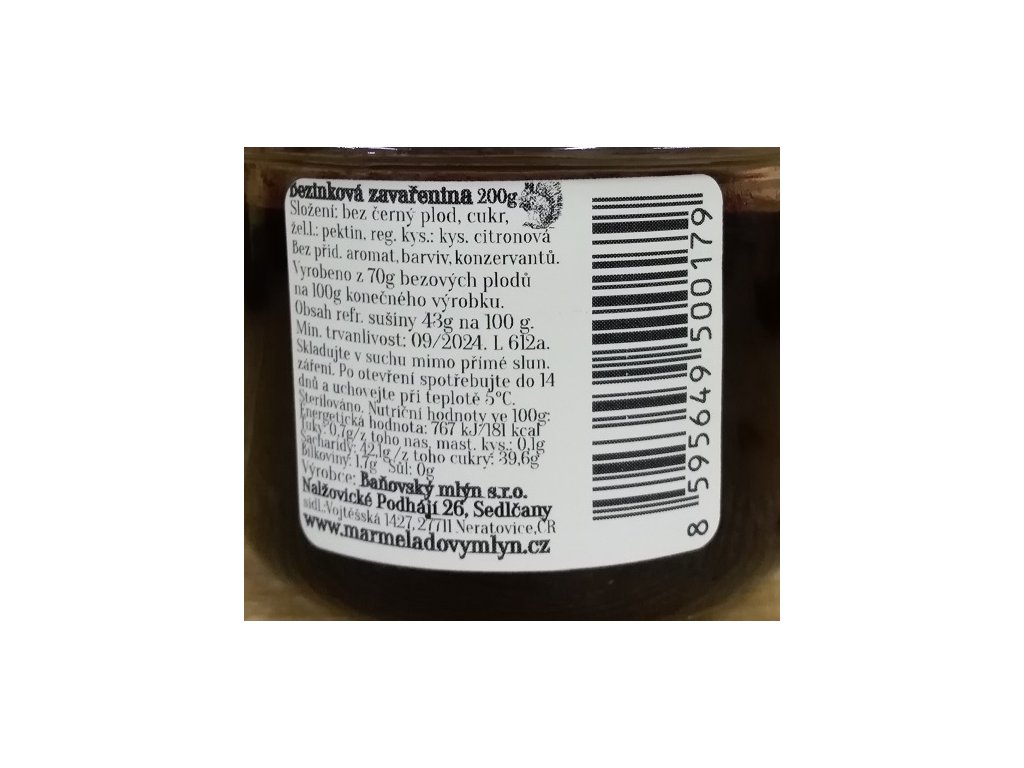 Bezinková zavařenina 200g
Složení: bez černý plod, cukr,
žel.l.: pektin, reg. kys.: kys. citronová
Bez přid. aromat, barviv, konzervantů.
Vyrobeno z 70g bezových plodů
na 100g konečného výrobku.
Obsah refr. sušiny 43g na 100 g.
Min. trvanlivost: 09/2024. L 612a.
Skladujte v suchu mimo přímé slun.
záření. Po otevření spotřebujte do 14
dnů a uchovejte při teplotě 5°C.
Sterilováno. Nutriční hodnoty ve 100g:
Energetická hodnota: 767 kJ/181 kcal
Tuky: 0,7g/z toho nas. mast. kys.: 0,1g
Sacharidy: 42,1g/z toho cukry: 39,6g
Bílkoviny: 1,7g Sůl: 0g
Výrobce: Baňovský mlýn s.r.o.
Nalžovické Podhájí 26, Sedlčany
sídl.:Vojtěšská 1427, 27711 Neratovice,ČR
www.marmeladovymlyn.cz
8 595649 500179